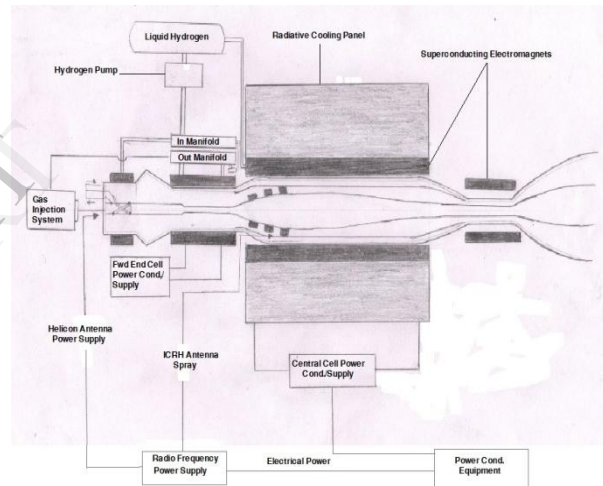 Liquid Hydrogen
Radiative Cooling Panel
Superconducting Electromagnets
Hydrogen Pump
In Manifold
Out Manifold
Gas
Injection
System
Fwd End Cell
Power Cond./
Supply
Helicon Antenna
Power Supply
ICRH Antenna
Spray
Central Cell Power
Cond./Supply
Radio Frequency
Power Supply
Electrical Power
Power Cond.
Equipment